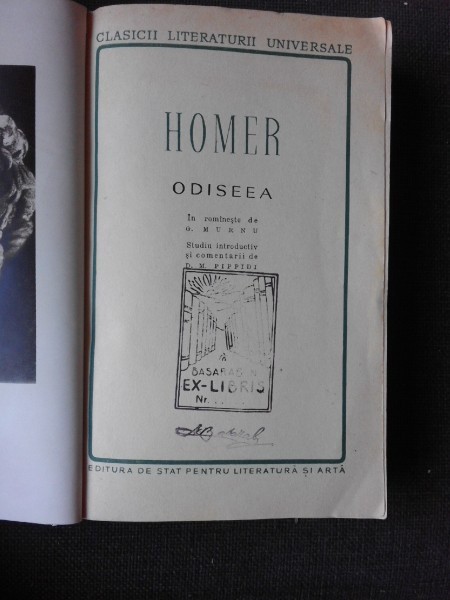 CLASICII LITERATURII UNIVERSALE
HOMER
ODISEEA
În romînește de
G. MURNU
Studiu introductiv
și comentarii de
D. M. PIPPIDI
EX-LIBRIS
Nr.
EDITURA DE STAT PENTRU LITERATURĂ ȘI ARTĂ